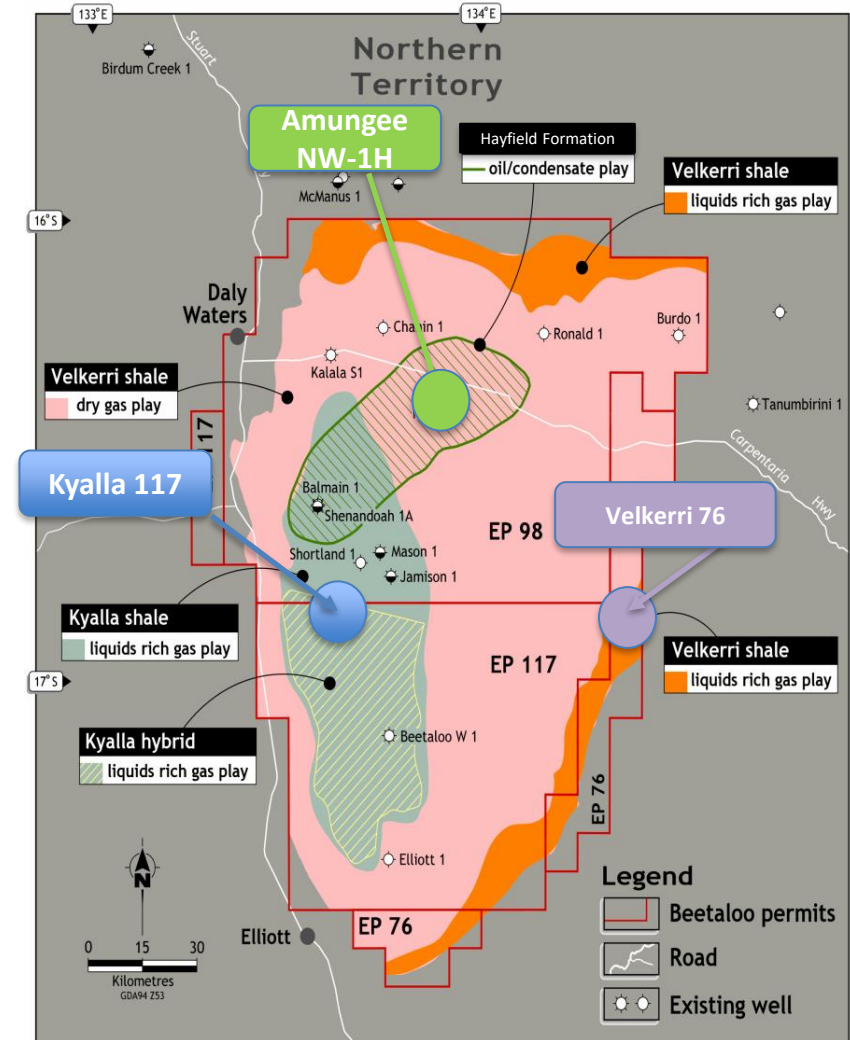 133°E
134°E
Stuart
Birdum Creek 1
Northern
Territory
Amungee
NW-1H
Hayfield Formation
oil/condensate play
McManus 1
Velkerri shale
liquids rich gas play
16°S
Daly
Waters
Chanin 1
Ronald 1
Burdo 1
Kalala S1
Velkerri shale
dry gas play
Tanumbirini 1
117
Carpentaria
Hwy
Kyalla 117
Balmain 1
Shenandoah 1A
Velkerri 76
EP 98
Shortland 1
Mason 1
Jamison 1
Kyalla shale
liquids rich gas play
EP 117
Velkerri shale
liquids rich gas play
17°S
Kyalla hybrid
liquids rich gas play
Beetaloo W 1
EP 76
Elliott 1
N
Legend
Beetaloo permits
Elliott
EP 76
0 15 30
Kilometres
GDA94 Z53
Road
Existing well